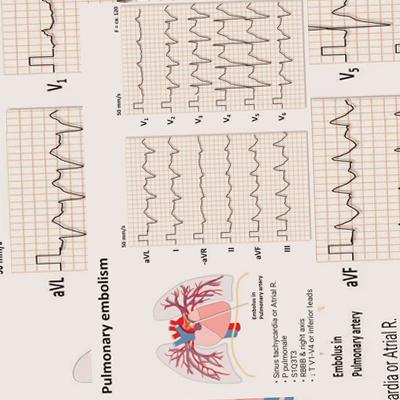 Pulmonary embolism
50 mm/s
aVL
I
-aVR
II
aVF
III
50 mm/s
F = ca. 120
V1
V2
V3
V4
V5
V6
Embolus in
Pulmonary artery
• Sinus tachycardia or Atrial R.
• P pulmonale
• S1Q3T3
• RBBB & right axis
• ↓ T V1-4 or inferior leads
aVL
V1
aVF
V5
Embolus in
Pulmonary artery
ardia or Atrial R.